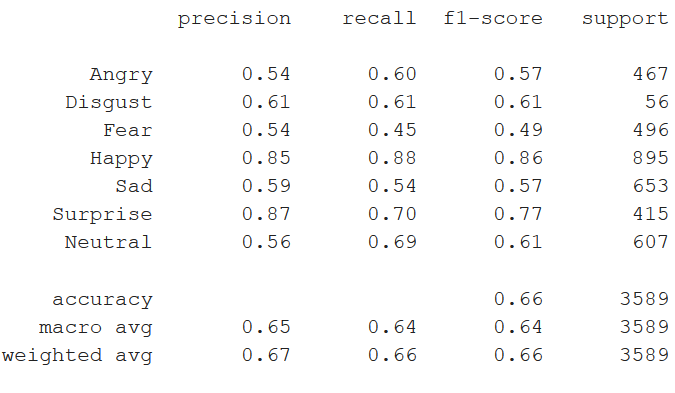 precision recall f1-score support
Angry 0.54 0.60 0.57 467
Disgust 0.61 0.61 0.61 56
Fear 0.54 0.45 0.49 496
Happy 0.85 0.88 0.86 895
Sad 0.59 0.54 0.57 653
Surprise 0.87 0.70 0.77 415
Neutral 0.56 0.69 0.61 607
accuracy 0.66 3589
macro avg 0.65 0.64 0.64 3589
weighted avg 0.67 0.66 0.66 3589